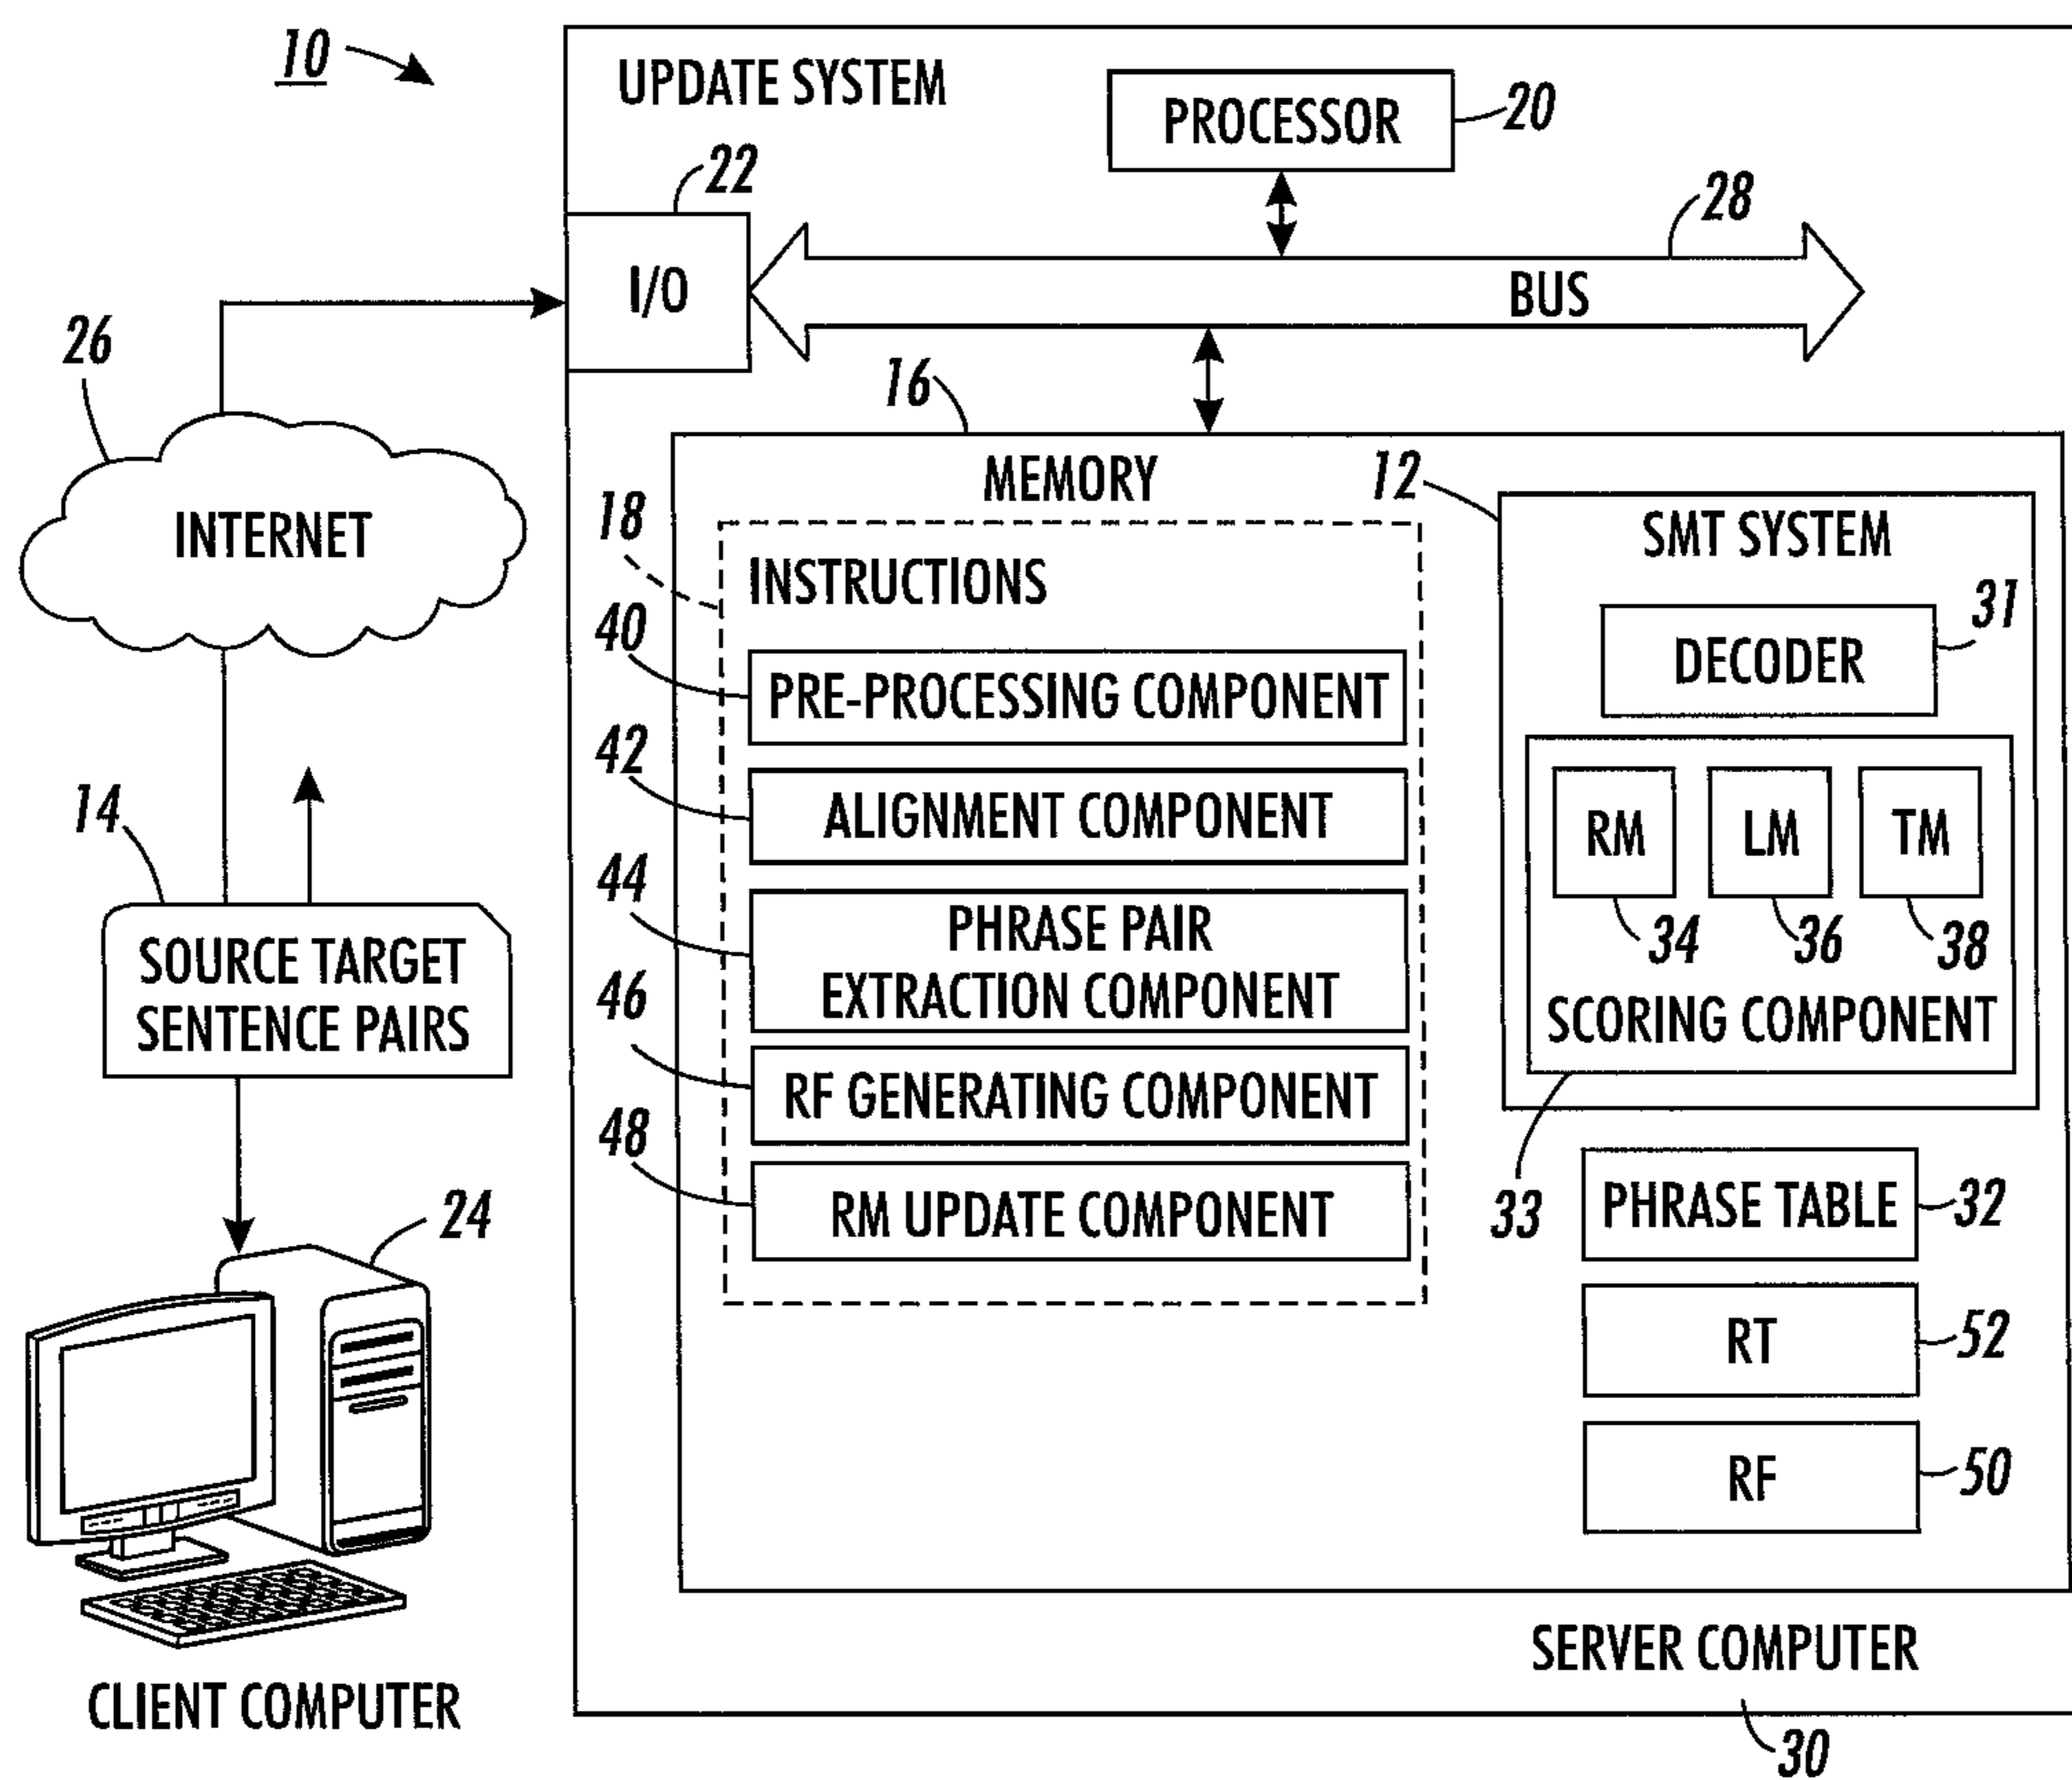 10
UPDATE SYSTEM
PROCESSOR
20
22
28
I/O
BUS
26
16
INTERNET
MEMORY
12
18
INSTRUCTIONS
SMT SYSTEM
31
DECODER
40
PRE-PROCESSING COMPONENT
42
ALIGNMENT COMPONENT
RM
LM
TM
34
36
38
SCORING COMPONENT
33
14
SOURCE TARGET
SENTENCE PAIRS
44
PHRASE PAIR
EXTRACTION COMPONENT
46
RF GENERATING COMPONENT
48
RM UPDATE COMPONENT
PHRASE TABLE
32
RT
52
RF
50
24
CLIENT COMPUTER
SERVER COMPUTER
30